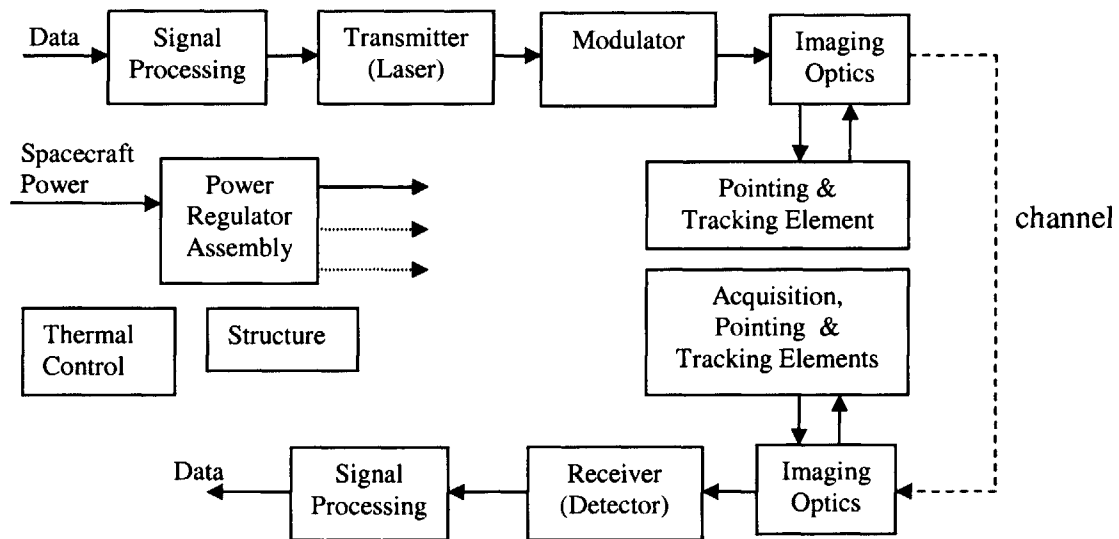 Data
Signal
Processing
Transmitter
(Laser)
Modulator
Imaging
Optics
Spacecraft
Power
Power
Regulator
Assembly
Pointing &
Tracking Element
channel
Acquisition,
Pointing &
Tracking Elements
Thermal
Control
Structure
Data
Signal
Processing
Receiver
(Detector)
Imaging
Optics